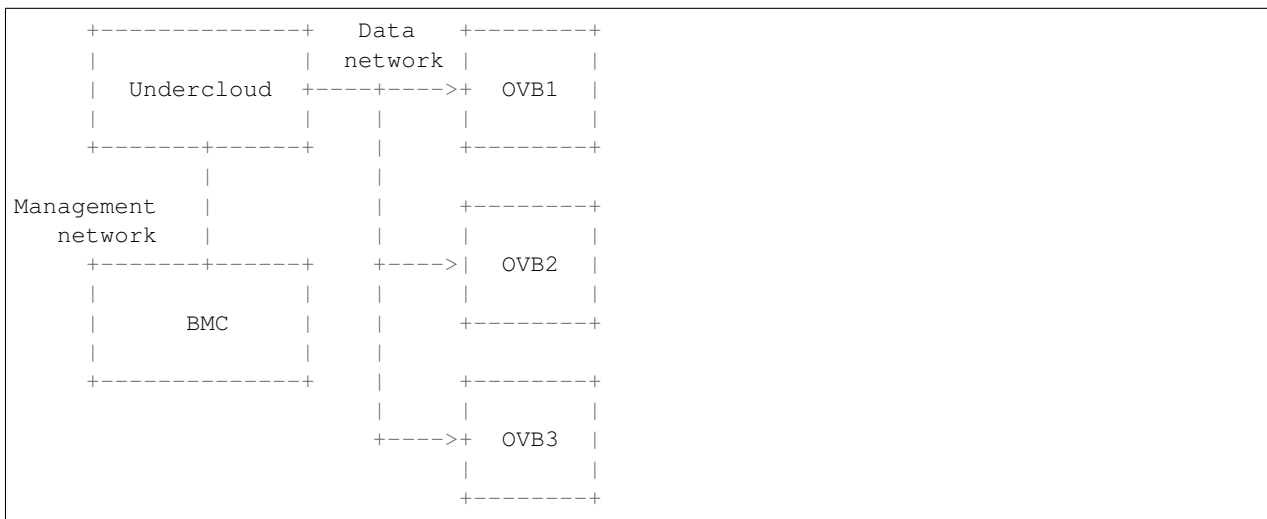 Data
network
Undercloud
OVB1
Management
network
OVB2
BMC
OVB3